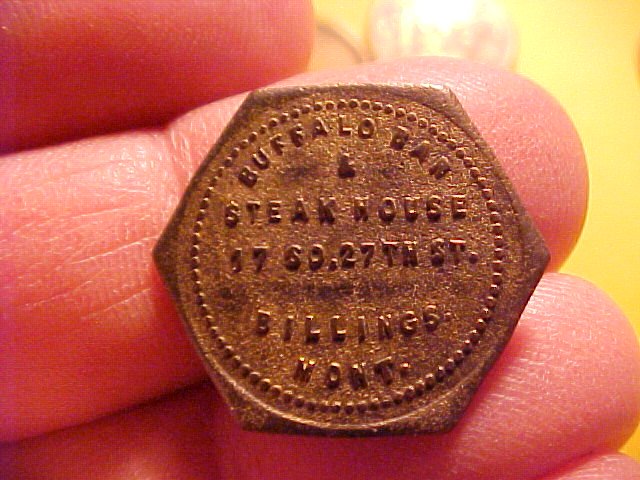 BUFFALO BAR
&
STEAK HOUSE
17 SO. 27TH ST.
BILLINGS.
MONT.